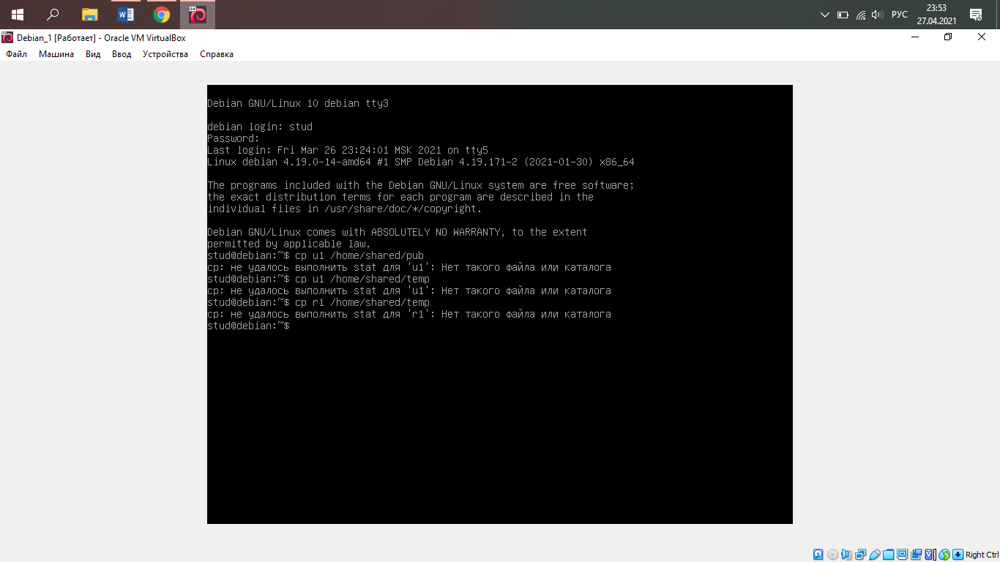 РУС
23:53
27.04.2021
Debian_1 [Работает] - Oracle VM VirtualBox
Файл Машина Вид Ввод Устройства Справка
Debian GNU/Linux 10 debian tty3
debian login: stud
Password:
Last login: Fri Mar 26 23:24:01 MSK 2021 on tty5
Linux debian 4.19.0-14-amd64 #1 SMP Debian 4.19.171-2 (2021-01-30) x86_64
The programs included with the Debian GNU/Linux system are free software;
the exact distribution terms for each program are described in the
individual files in /usr/share/doc/*/copyright.
Debian GNU/Linux comes with ABSOLUTELY NO WARRANTY, to the extent
permitted by applicable law.
stud@debian:~$ cp u1 /home/shared/pub
cp: не удалось выполнить stat для 'u1': Нет такого файла или каталога
stud@debian:~$ cp u1 /home/shared/temp
cp: не удалось выполнить stat для 'u1': Нет такого файла или каталога
stud@debian:~$ cp r1 /home/shared/temp
cp: не удалось выполнить stat для 'r1': Нет такого файла или каталога
stud@debian:~$
Right Ctrl